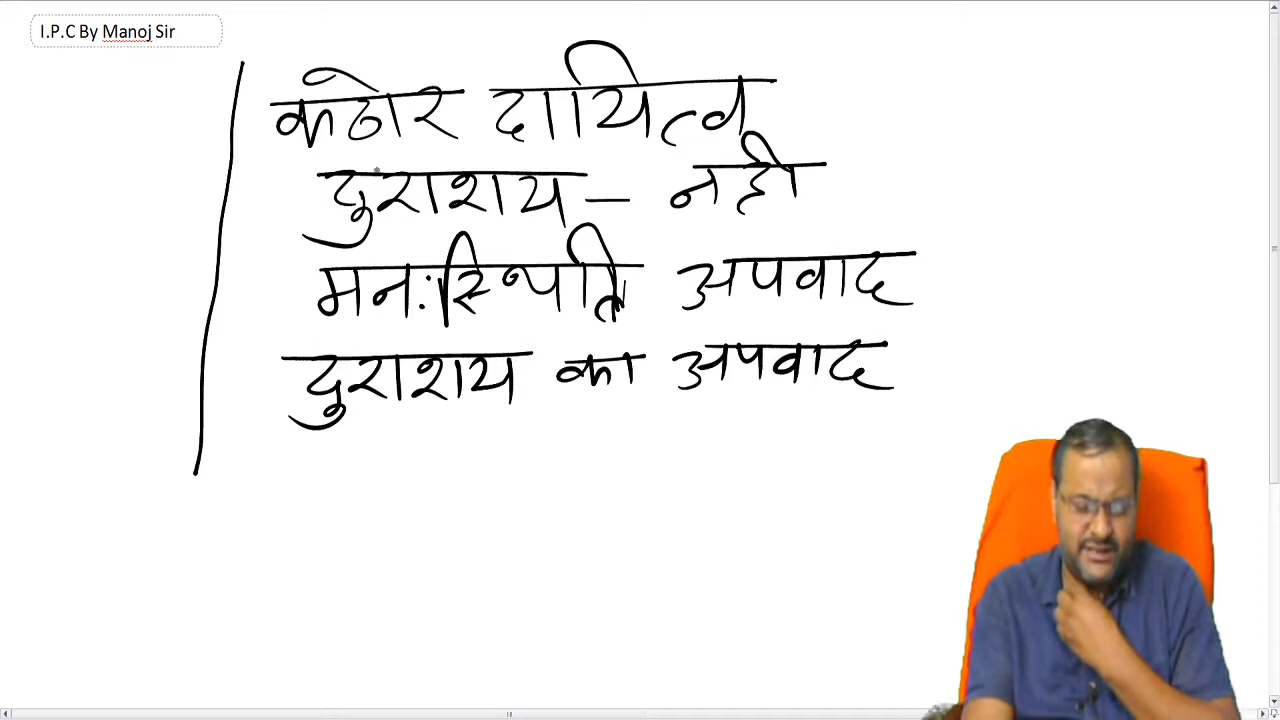 I.P.C By Manoj Sir
कठोर दायित्व
दुराशय - नही
मनःस्थिति अपवाद
दुराशय का अपवाद